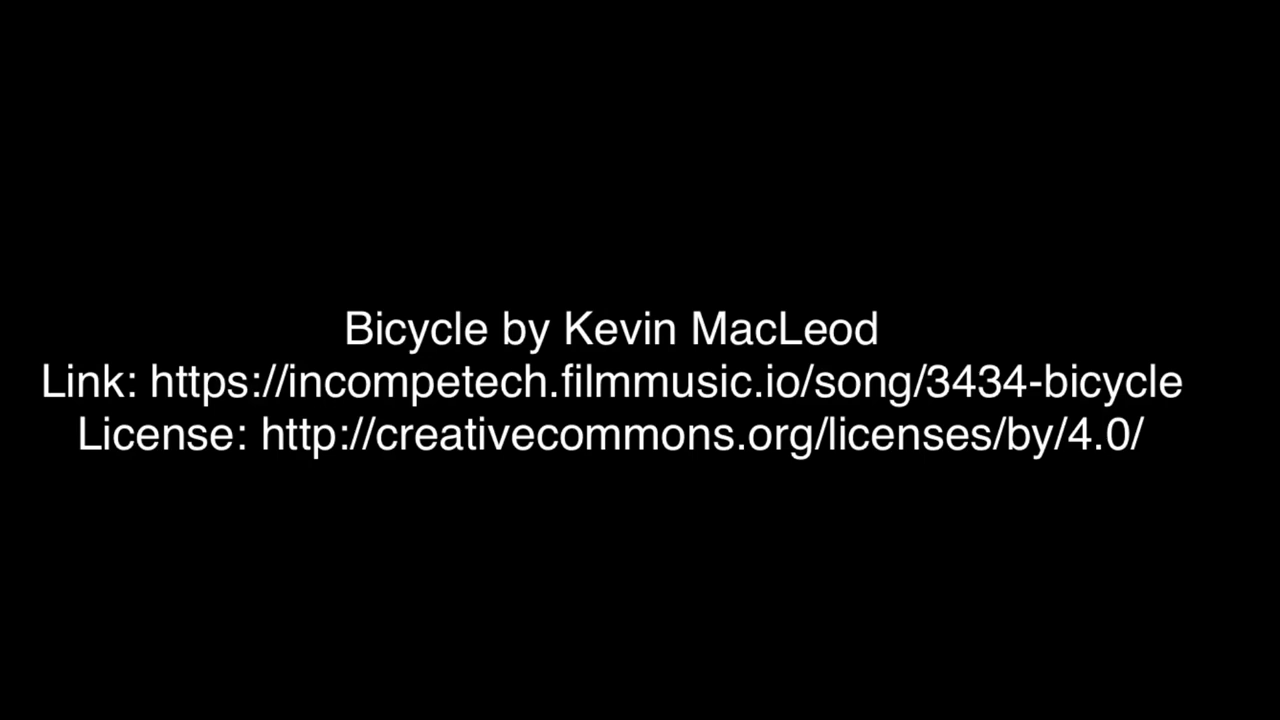 Bicycle by Kevin MacLeod
Link: https://incompetech.filmmusic.io/song/3434-bicycle
License: http://creativecommons.org/licenses/by/4.0/